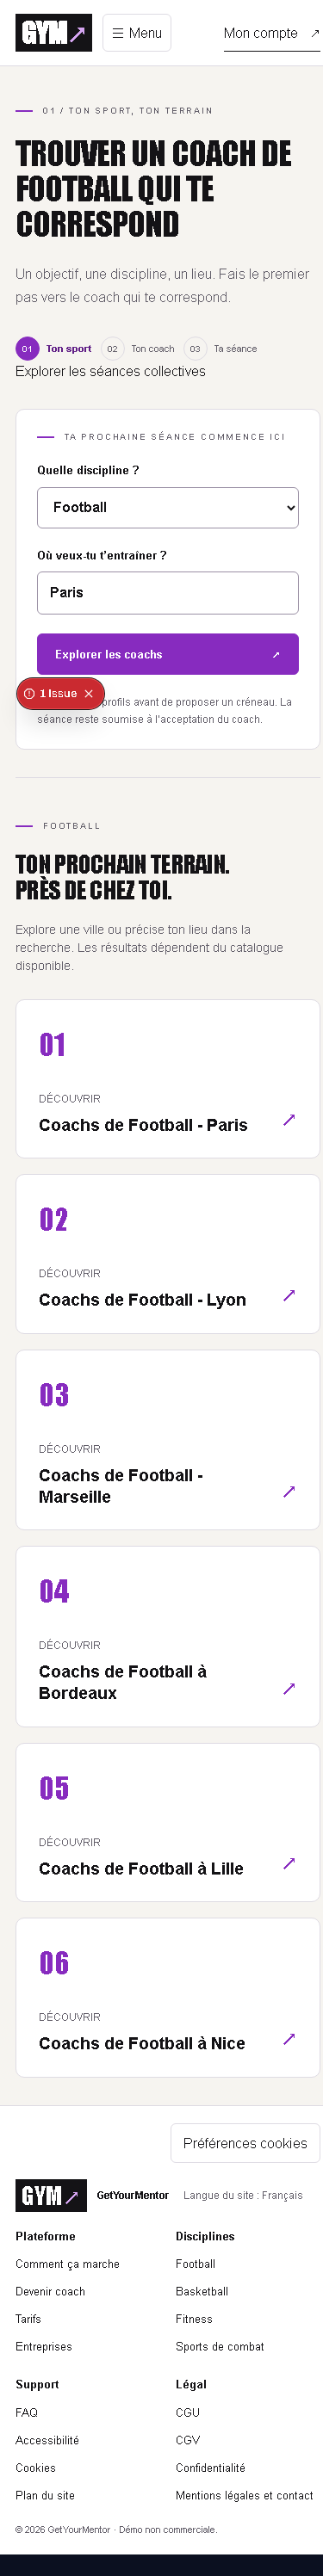 GYM↗
☰ Menu
Mon compte ↗
01 / TON SPORT, TON TERRAIN
TROUVER UN COACH DE
FOOTBALL QUI TE
CORRESPOND
Un objectif, une discipline, un lieu. Fais le premier
pas vers le coach qui te correspond.
01 Ton sport 02 Ton coach 03 Ta séance
Explorer les séances collectives
TA PROCHAINE SÉANCE COMMENCE ICI
Quelle discipline ?
Football
Où veux-tu t'entraîner ?
Paris
Explorer les coachs ↗
1 Issue ×
profils avant de proposer un créneau. La
séance reste soumise à l'acceptation du coach.
FOOTBALL
TON PROCHAIN TERRAIN.
PRÈS DE CHEZ TOI.
Explore une ville ou précise ton lieu dans la
recherche. Les résultats dépendent du catalogue
disponible.
01
DÉCOUVRIR
Coachs de Football - Paris ↗
02
DÉCOUVRIR
Coachs de Football - Lyon ↗
03
DÉCOUVRIR
Coachs de Football -
Marseille ↗
04
DÉCOUVRIR
Coachs de Football à
Bordeaux ↗
05
DÉCOUVRIR
Coachs de Football à Lille ↗
06
DÉCOUVRIR
Coachs de Football à Nice ↗
Préférences cookies
GYM↗ GetYourMentor Langue du site : Français
Plateforme
Comment ça marche
Devenir coach
Tarifs
Entreprises
Disciplines
Football
Basketball
Fitness
Sports de combat
Support
FAQ
Accessibilité
Cookies
Plan du site
Légal
CGU
CGV
Confidentialité
Mentions légales et contact
© 2026 GetYourMentor · Démo non commerciale.